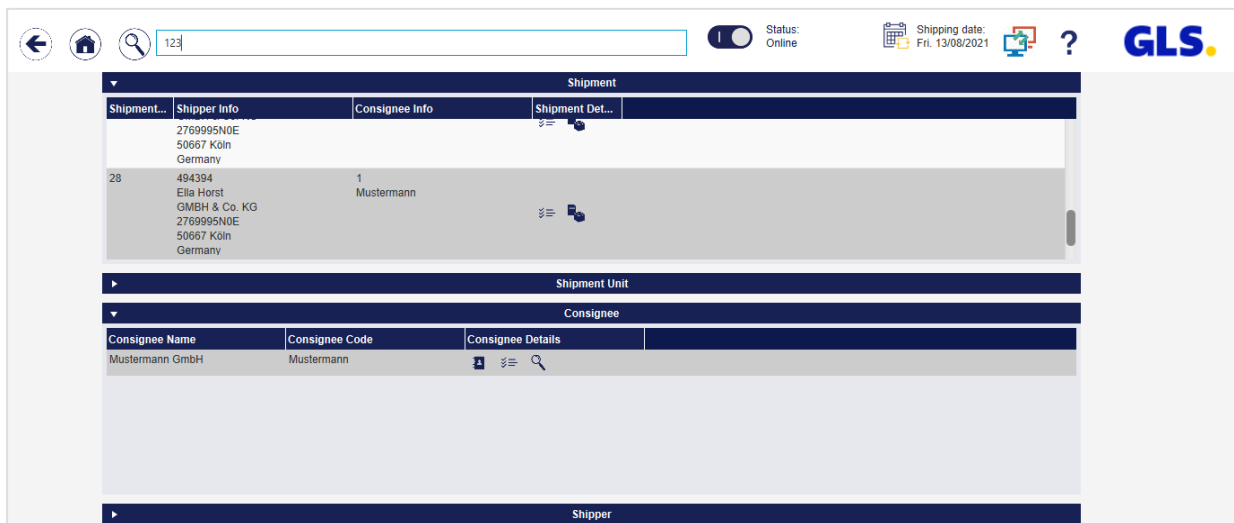 123
Status:
Online
Shipping date:
Fri. 13/08/2021
?
GLS.
Shipment
Shipment... Shipper Info Consignee Info Shipment Det...
2769995N0E
50667 Köln
Germany
28 494394 1
Ella Horst Mustermann
GMBH & Co. KG
2769995N0E
50667 Köln
Germany
Shipment Unit
Consignee
Consignee Name Consignee Code Consignee Details
Mustermann GmbH Mustermann
Shipper